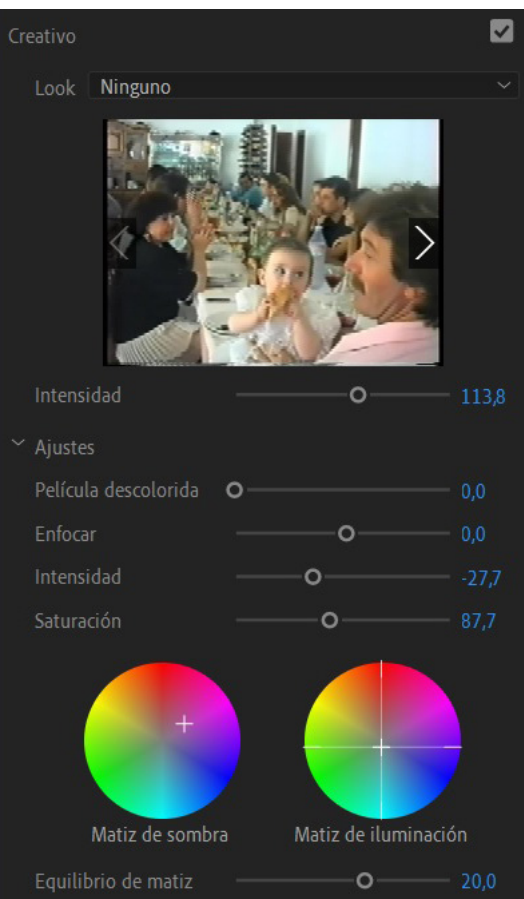 Creativo
Look Ninguno
Intensidad 113,8
Ajustes
Película descolorida 0,0
Enfocar 0,0
Intensidad -27,7
Saturación 87,7
Matiz de sombra Matiz de iluminación
Equilibrio de matiz 20,0